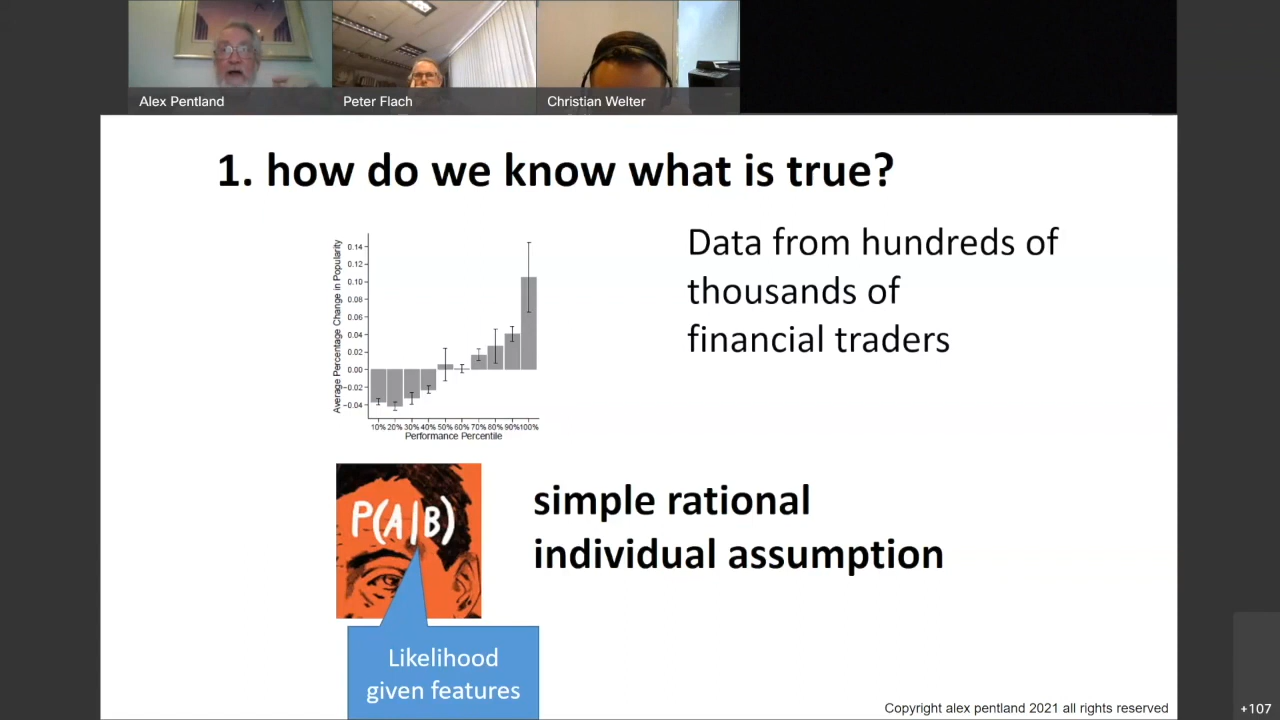 Alex Pentland
Peter Flach
Christian Welter
1. how do we know what is true?
Data from hundreds of
thousands of
financial traders
Average Percentage Change in Popularity
0.14
0.12
0.10
0.08
0.06
0.04
0.02
0.00
−0.02
−0.04
10% 20% 30% 40% 50% 60% 70% 80% 90% 100%
Performance Percentile
P(A|B)
simple rational
individual assumption
Likelihood
given features
Copyright alex pentland 2021 all rights reserved
+107